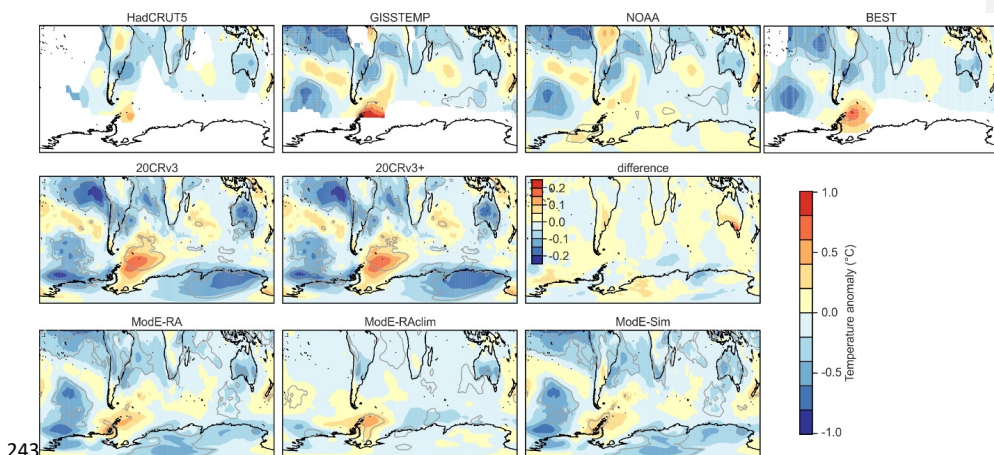 HadCRUT5 GISSTEMP NOAA BEST
20CRv3 20CRv3+ difference
0.2
0.1
0.0
-0.1
-0.2
1.0
0.5
0.0
-0.5
-1.0
Temperature anomaly (°C)
ModE-RA ModE-RAclim ModE-Sim
243